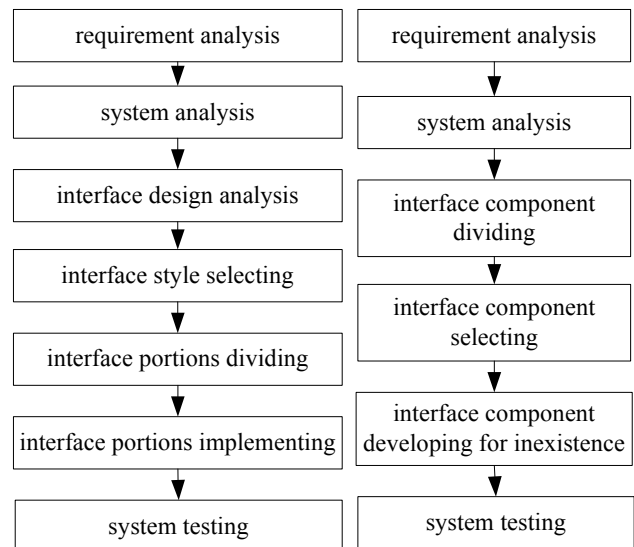 requirement analysis
system analysis
interface design analysis
interface style selecting
interface portions dividing
interface portions implementing
system testing
requirement analysis
system analysis
interface component
dividing
interface component
selecting
interface component
developing for inexistence
system testing